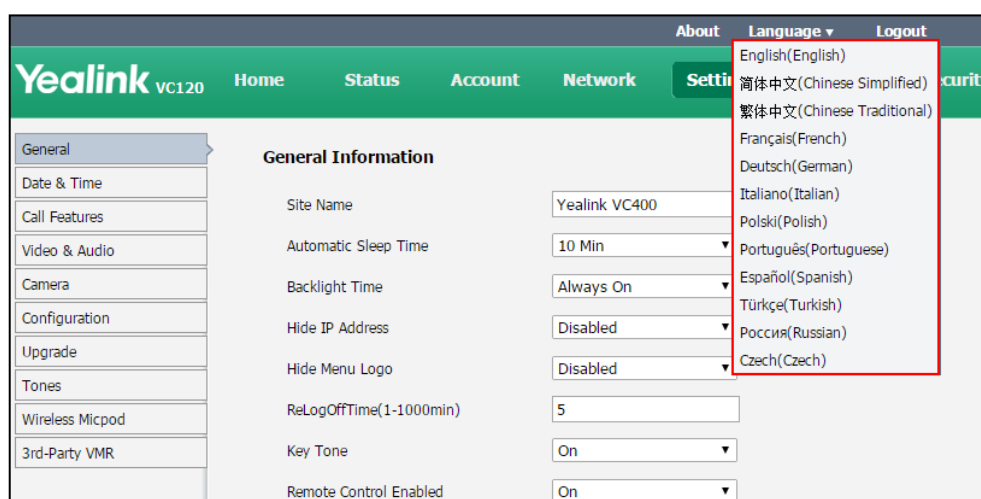 About Language ▾ Logout
Yealink VC120 Home Status Account Network Settin curit
English(English)
简体中文(Chinese Simplified)
繁体中文(Chinese Traditional)
Français(French)
Deutsch(German)
Italiano(Italian)
Polski(Polish)
Português(Portuguese)
Español(Spanish)
Türkçe(Turkish)
Россия(Russian)
Czech(Czech)
General
Date & Time
Call Features
Video & Audio
Camera
Configuration
Upgrade
Tones
Wireless Micpod
3rd-Party VMR
General Information
Site Name Yealink VC400
Automatic Sleep Time 10 Min
Backlight Time Always On
Hide IP Address Disabled
Hide Menu Logo Disabled
ReLogOffTime(1-1000min) 5
Key Tone On
Remote Control Enabled On